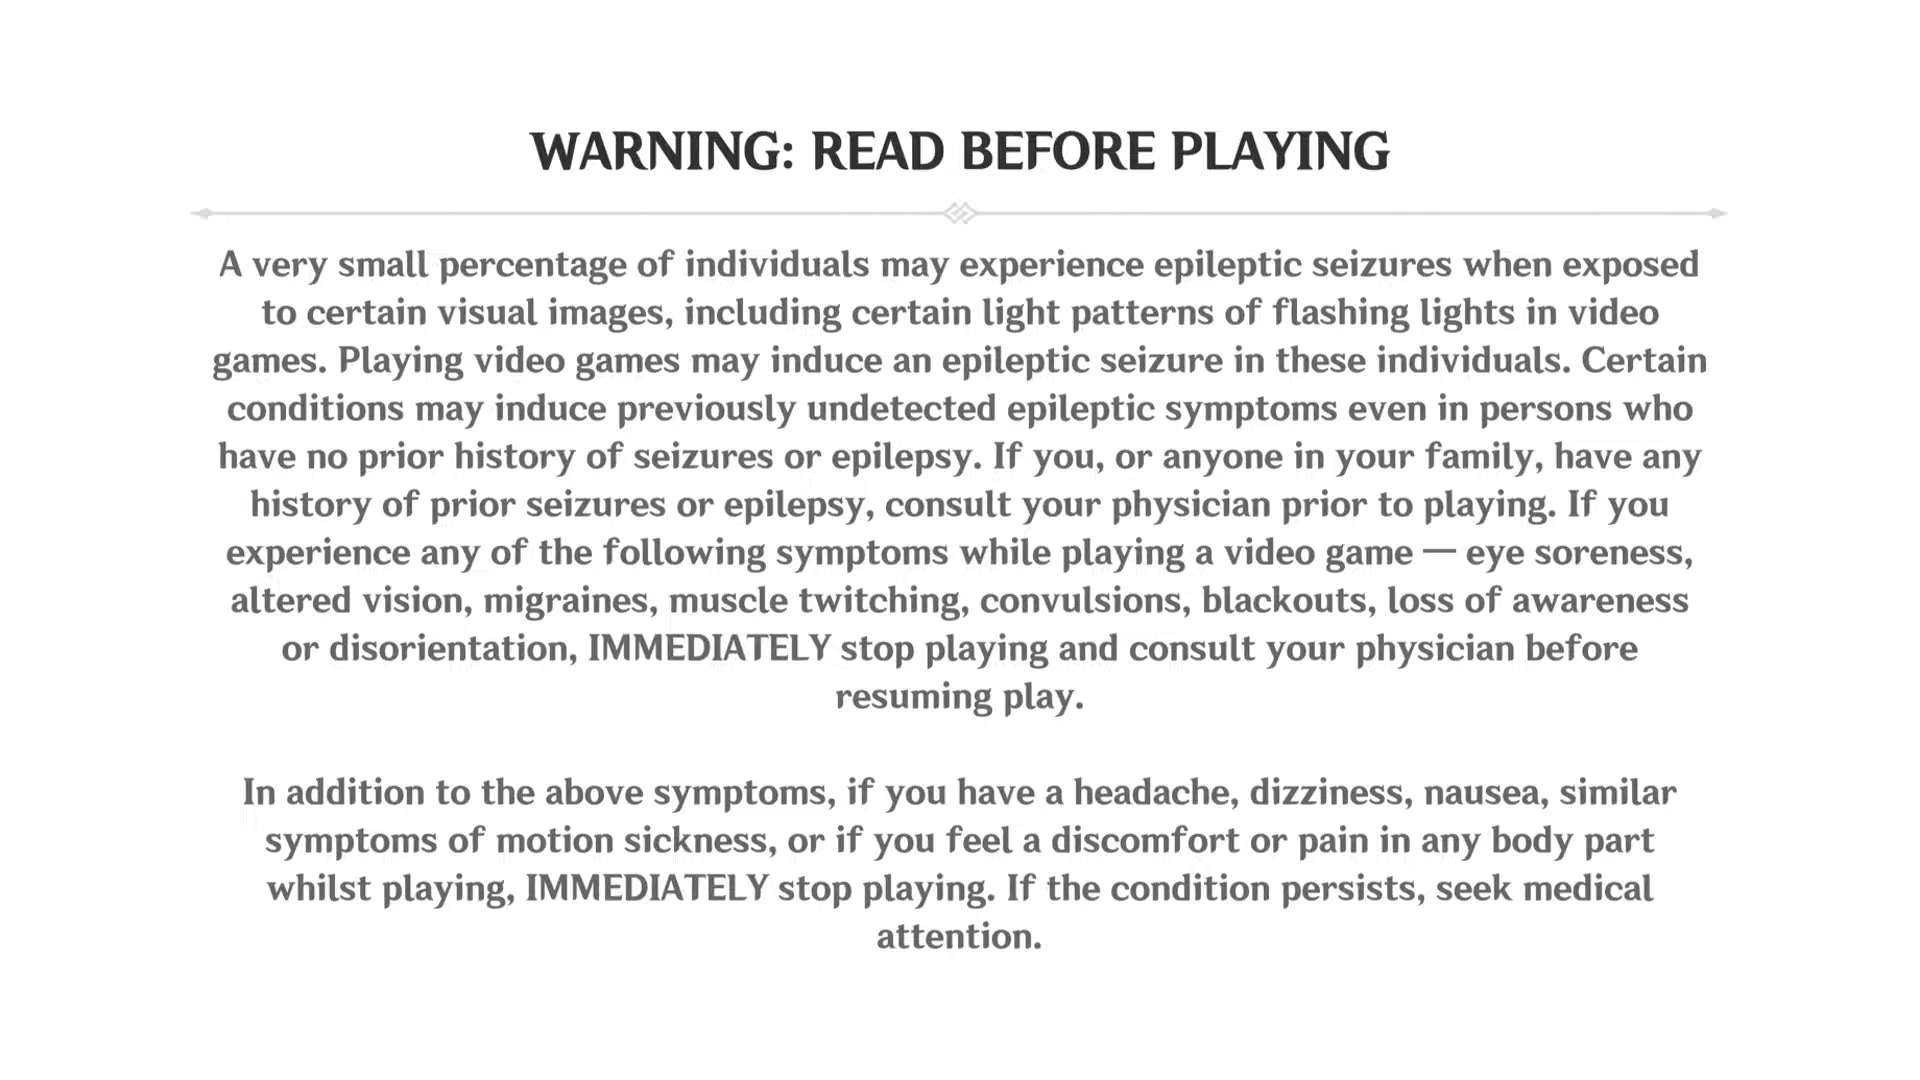 WARNING: READ BEFORE PLAYING
A very small percentage of individuals may experience epileptic seizures when exposed
to certain visual images, including certain light patterns of flashing lights in video
games. Playing video games may induce an epileptic seizure in these individuals. Certain
conditions may induce previously undetected epileptic symptoms even in persons who
have no prior history of seizures or epilepsy. If you, or anyone in your family, have any
history of prior seizures or epilepsy, consult your physician prior to playing. If you
experience any of the following symptoms while playing a video game — eye soreness,
altered vision, migraines, muscle twitching, convulsions, blackouts, loss of awareness
or disorientation, IMMEDIATELY stop playing and consult your physician before
resuming play.
In addition to the above symptoms, if you have a headache, dizziness, nausea, similar
symptoms of motion sickness, or if you feel a discomfort or pain in any body part
whilst playing, IMMEDIATELY stop playing. If the condition persists, seek medical
attention.